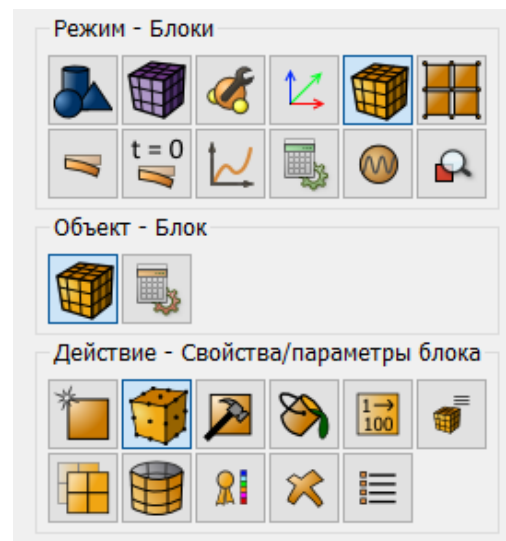 Режим - Блоки
t = 0
Объект - Блок
Действие - Свойства/параметры блока
1→
100